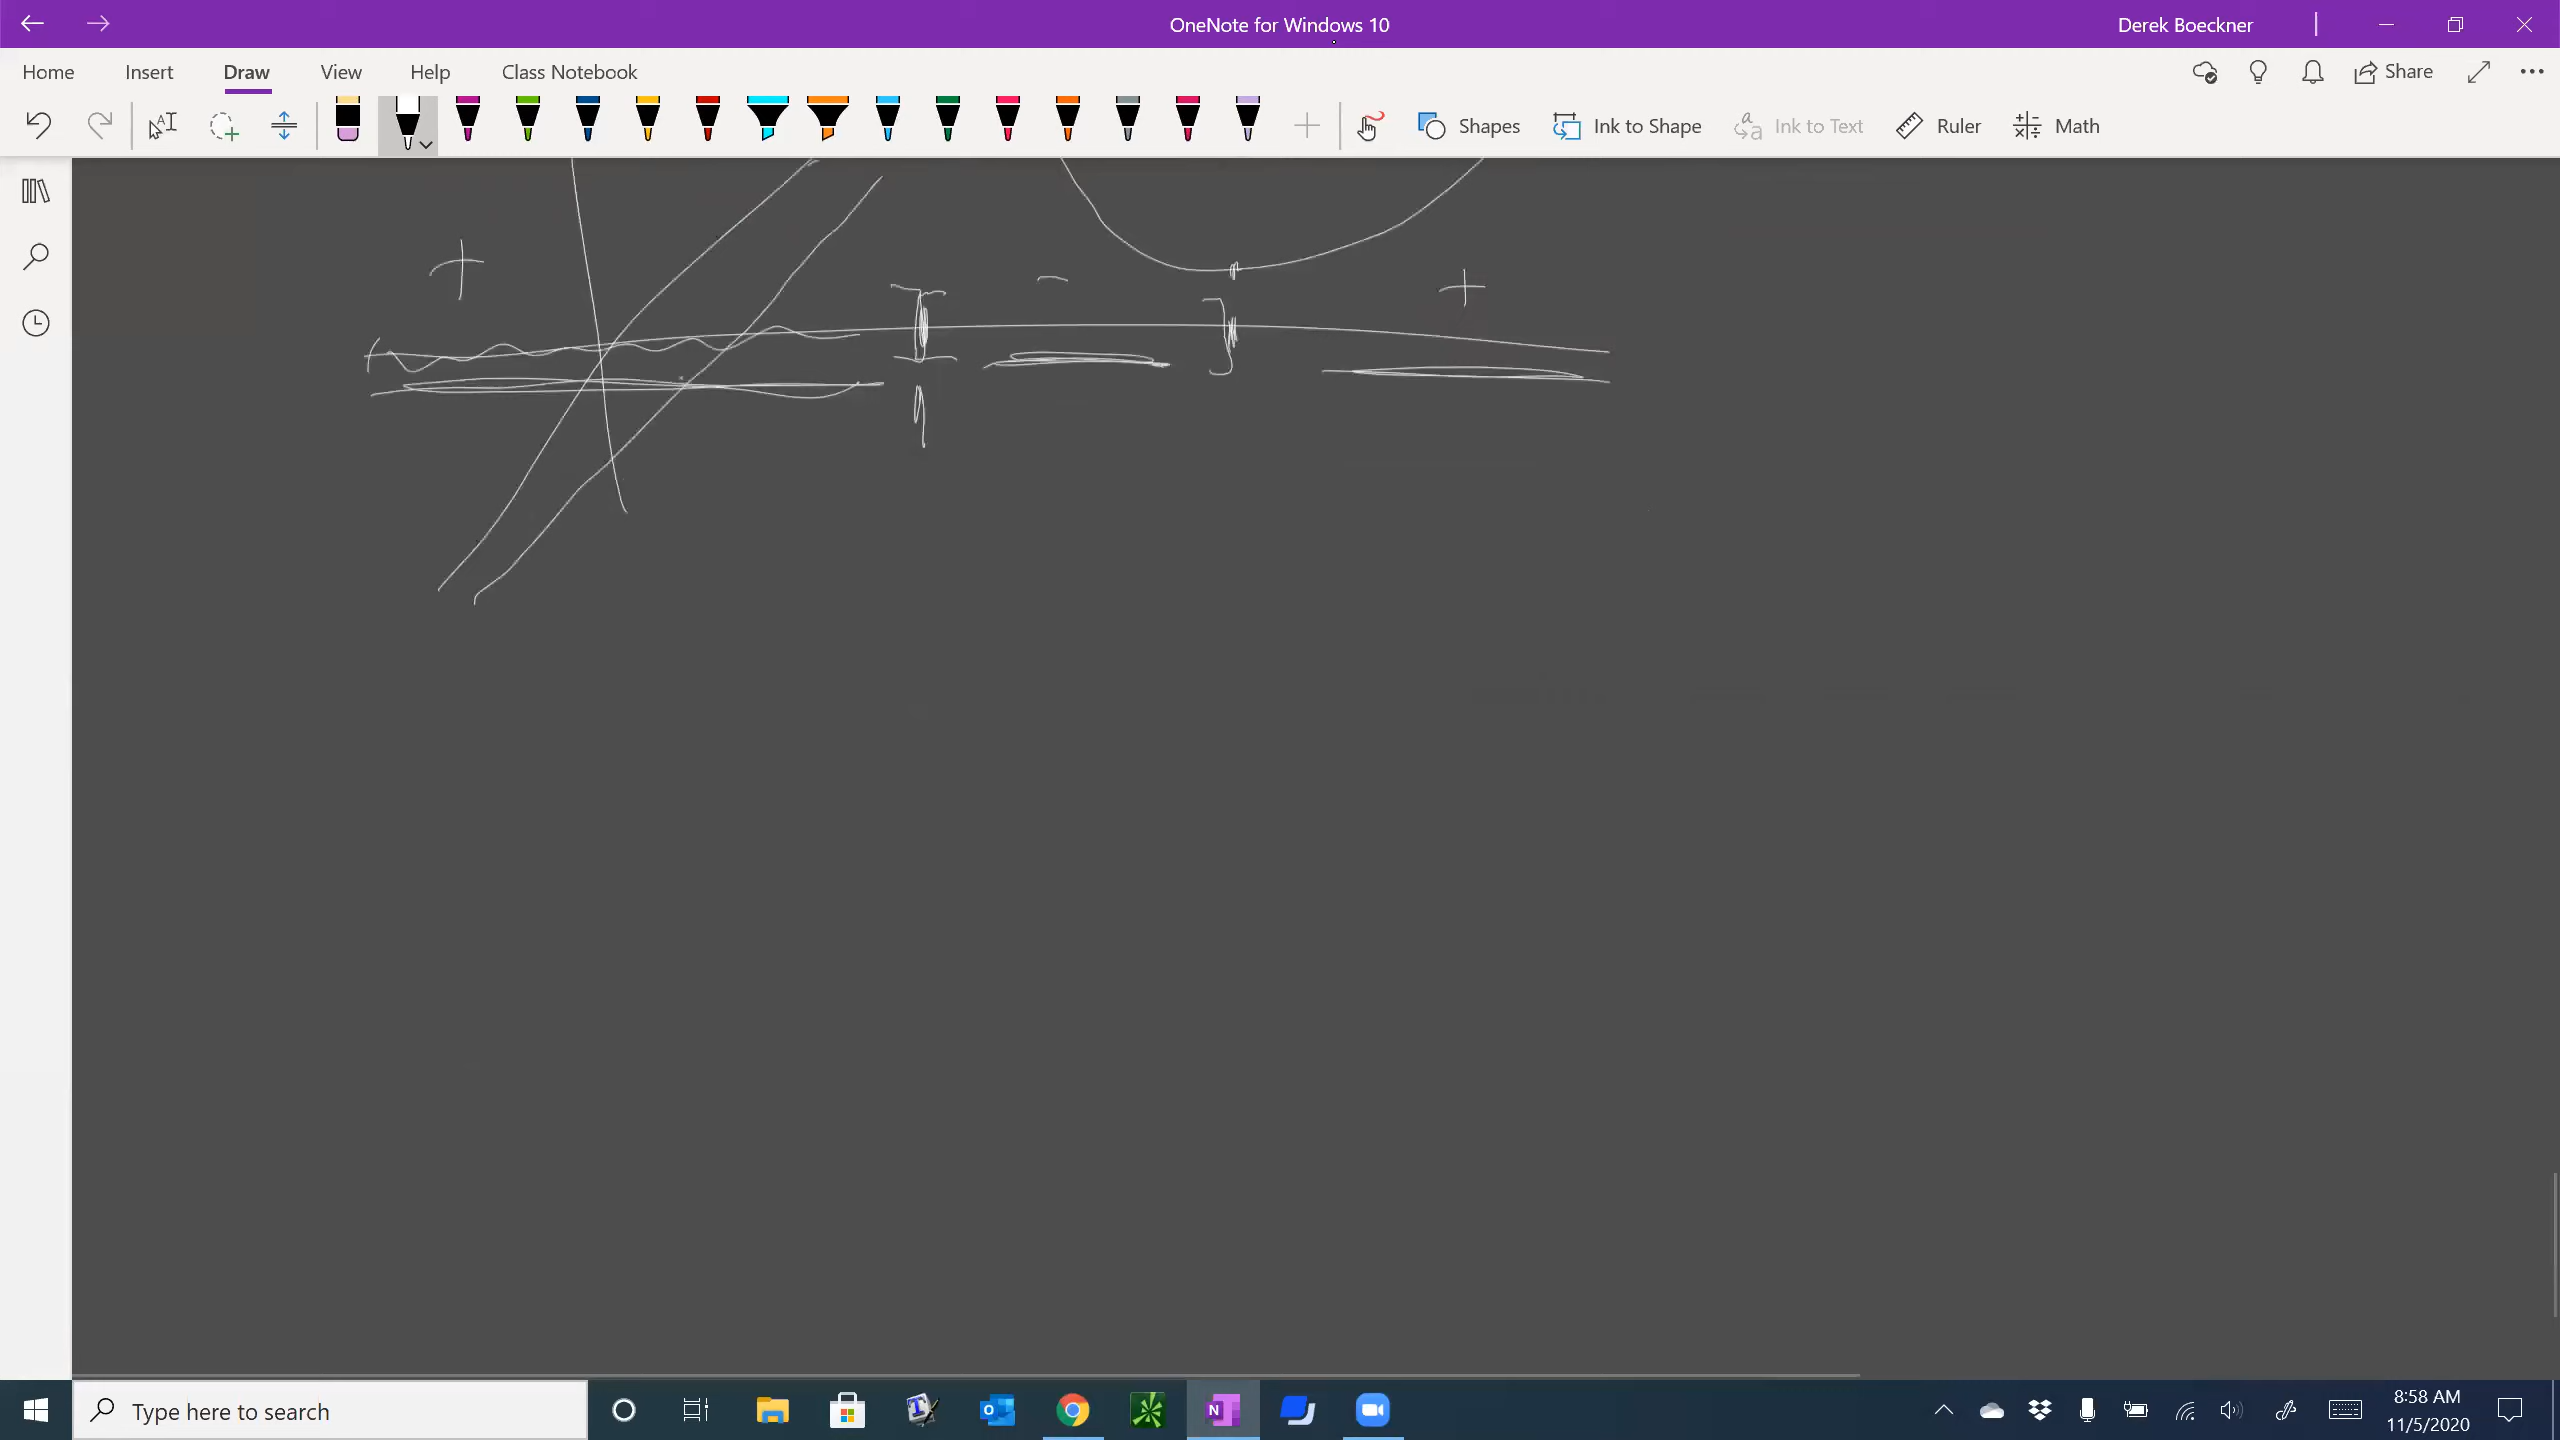 OneNote for Windows 10
Derek Boeckner
Home Insert Draw View Help Class Notebook
Share
Shapes Ink to Shape Ink to Text Ruler Math
+ - +
Type here to search
8:58 AM
11/5/2020